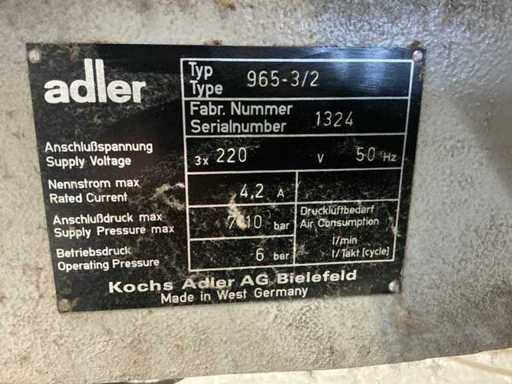 adler
Typ
Type
965-3/2
Fabr. Nummer
Serialnumber
1324
Anschlußspannung
Supply Voltage
3x 220 V 50 Hz
Nennstrom max
Rated Current
4,2 A
Anschlußdruck max
Supply Pressure max
bar
Druckluftbedarf
Air Consumption
l/min
l/Takt [cycle]
Betriebsdruck
Operating Pressure
6 bar
Kochs Adler AG Bielefeld
Made in West Germany